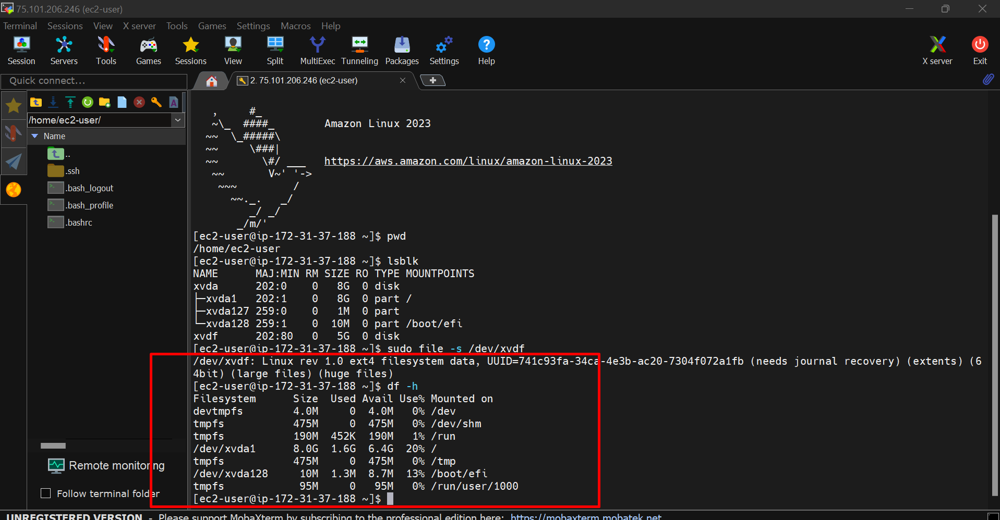 75.101.206.246 (ec2-user)
Terminal Sessions View X server Tools Games Settings Macros Help
Session Servers Tools Games Sessions View Split MultiExec Tunneling Packages Settings Help X server Exit
Quick connect...
2. 75.101.206.246 (ec2-user)
/home/ec2-user/
Name
..
.ssh
.bash_logout
.bash_profile
.bashrc
Remote monitoring
Follow terminal folder
   ,     #_
   ~\_  ####_        Amazon Linux 2023
  ~~  \_#####\
  ~~     \###|
  ~~       \#/ ___   https://aws.amazon.com/linux/amazon-linux-2023
   ~~       V~' '->
    ~~~         /
      ~~._.   _/
         _/ _/
       _/m/'
[ec2-user@ip-172-31-37-188 ~]$ pwd
/home/ec2-user
[ec2-user@ip-172-31-37-188 ~]$ lsblk
NAME      MAJ:MIN RM SIZE RO TYPE MOUNTPOINTS
xvda      202:0    0   8G  0 disk
├─xvda1   202:1    0   8G  0 part /
├─xvda127 259:0    0   1M  0 part
└─xvda128 259:1    0  10M  0 part /boot/efi
xvdf      202:80   0   5G  0 disk
[ec2-user@ip-172-31-37-188 ~]$ sudo file -s /dev/xvdf
/dev/xvdf: Linux rev 1.0 ext4 filesystem data, UUID=741c93fa-34ca-4e3b-ac20-7304f072a1fb (needs journal recovery) (extents) (6
4bit) (large files) (huge files)
[ec2-user@ip-172-31-37-188 ~]$ df -h
Filesystem      Size  Used Avail Use% Mounted on
devtmpfs        4.0M     0  4.0M   0% /dev
tmpfs           475M     0  475M   0% /dev/shm
tmpfs           190M  452K  190M   1% /run
/dev/xvda1      8.0G  1.6G  6.4G  20% /
tmpfs           475M     0  475M   0% /tmp
/dev/xvda128     10M  1.3M  8.7M  13% /boot/efi
tmpfs            95M     0   95M   0% /run/user/1000
[ec2-user@ip-172-31-37-188 ~]$
UNREGISTERED VERSION - Please support MobaXterm by subscribing to the professional edition here: https://mobaxterm.mobatek.net